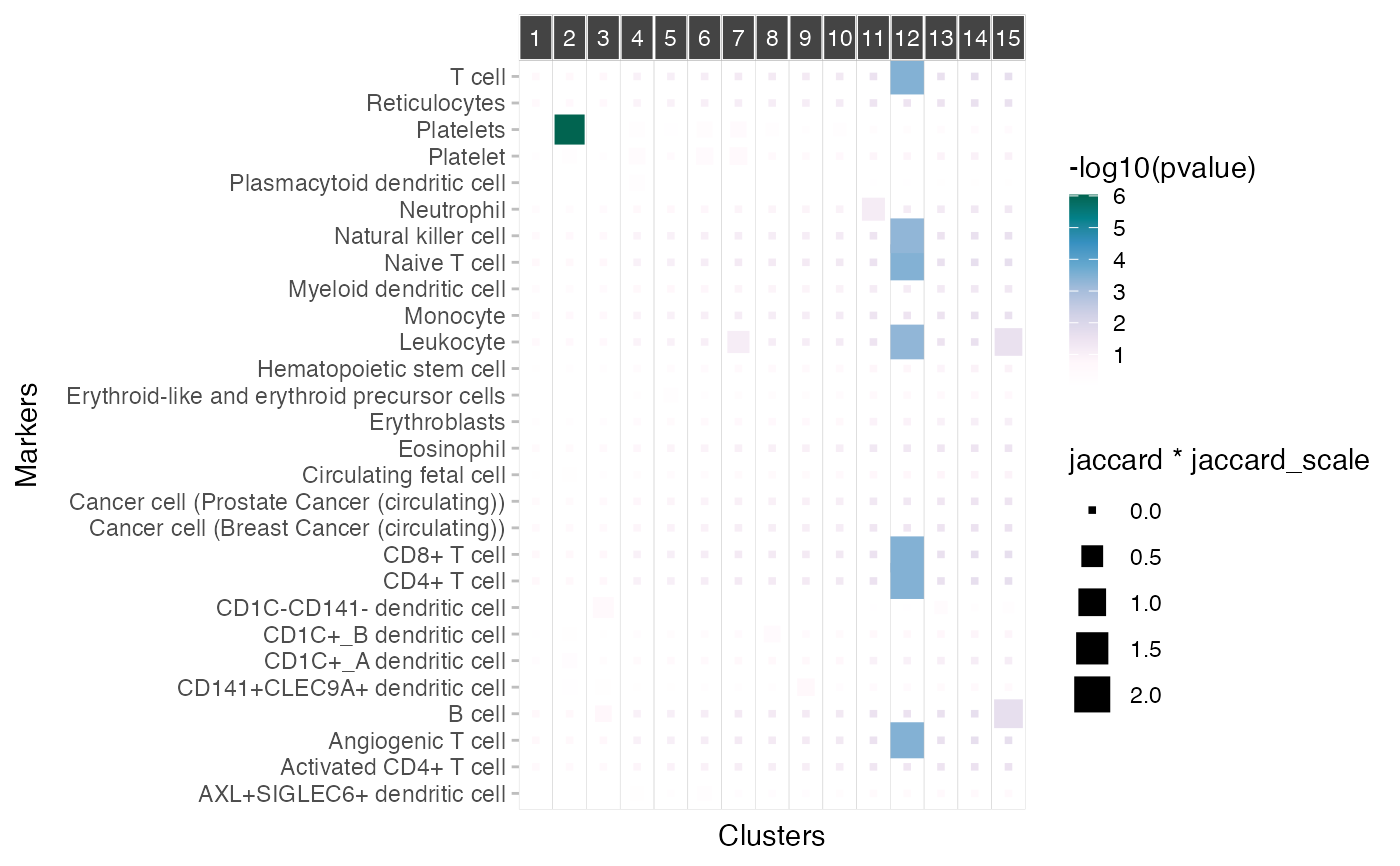 1 2 3 4 5 6 7 8 9 10 11 12 13 14 15
T cell
Reticulocytes
Platelets
Platelet
Plasmacytoid dendritic cell
Neutrophil
Natural killer cell
Naive T cell
Myeloid dendritic cell
Monocyte
Leukocyte
Hematopoietic stem cell
Erythroid-like and erythroid precursor cells
Erythroblasts
Eosinophil
Circulating fetal cell
Cancer cell (Prostate Cancer (circulating))
Cancer cell (Breast Cancer (circulating))
CD8+ T cell
CD4+ T cell
CD1C-CD141- dendritic cell
CD1C+_B dendritic cell
CD1C+_A dendritic cell
CD141+CLEC9A+ dendritic cell
B cell
Angiogenic T cell
Activated CD4+ T cell
AXL+SIGLEC6+ dendritic cell
Markers
Clusters
-log10(pvalue)
6
5
4
3
2
1
jaccard * jaccard_scale
0.0
0.5
1.0
1.5
2.0